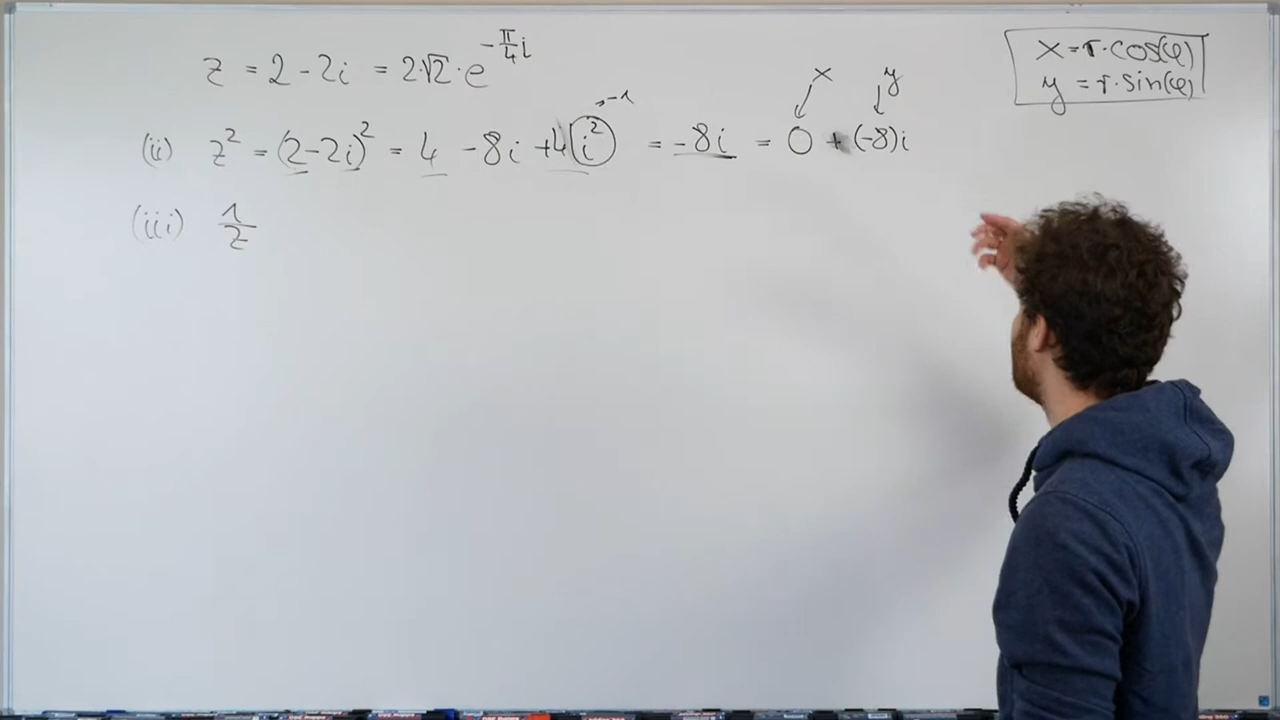 z = 2 - 2i = 2·√2 · e^{-π/4 i}
x = r·cos(φ)
y = r·sin(φ)
x y
→ -1
(ii) z² = (2-2i)² = 4 - 8i + 4 i² = -8i = 0 + (-8)i
(iii) 1/z